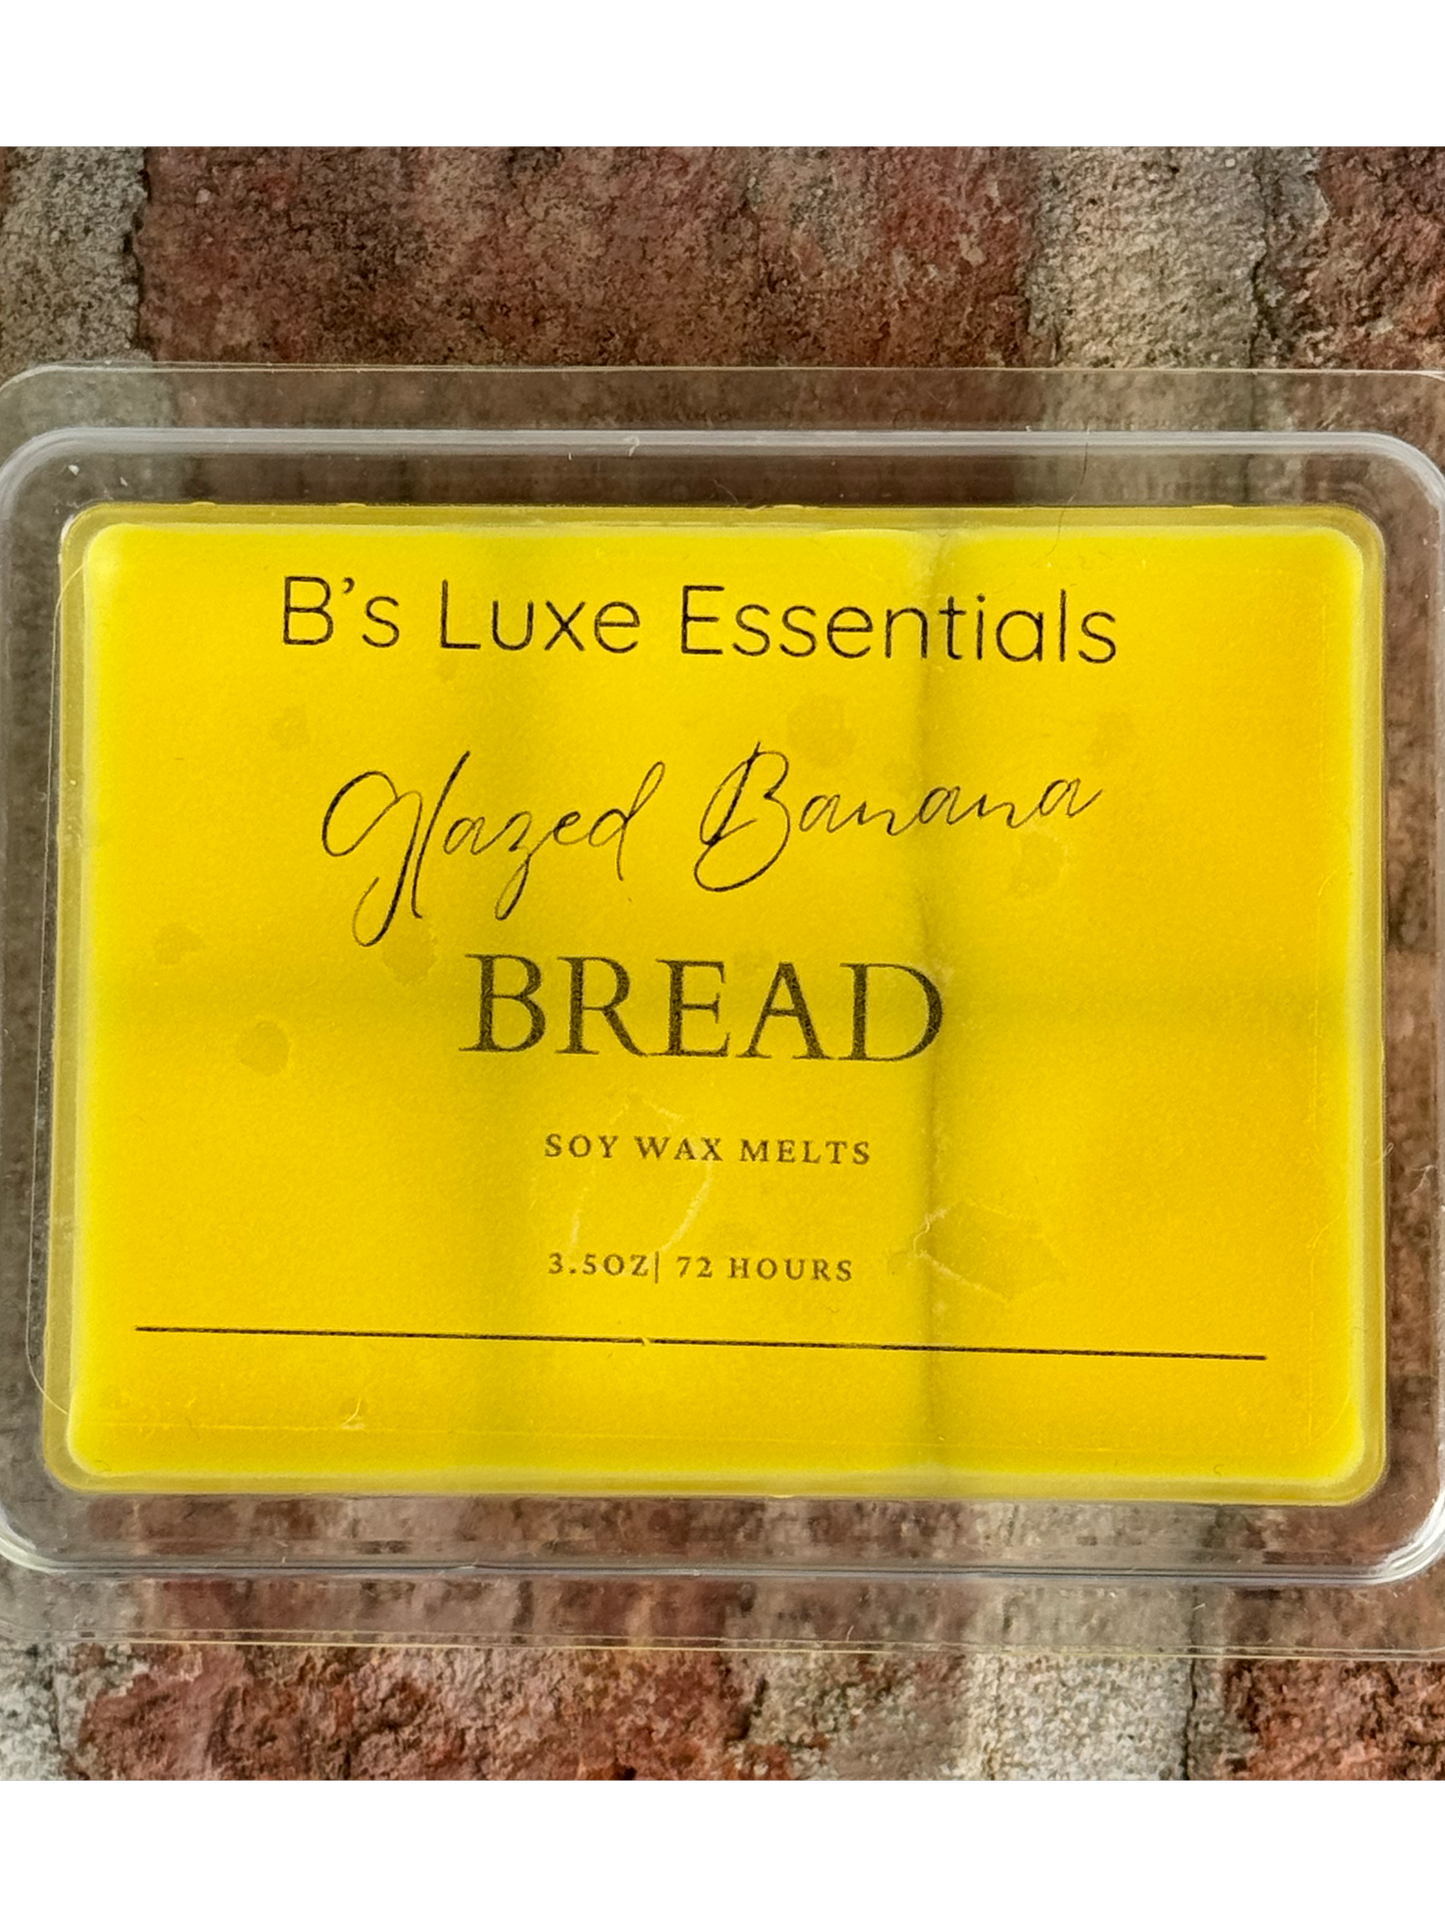 B's Luxe Essentials
Glazed Banana
BREAD
SOY WAX MELTS
3.5OZ| 72 HOURS